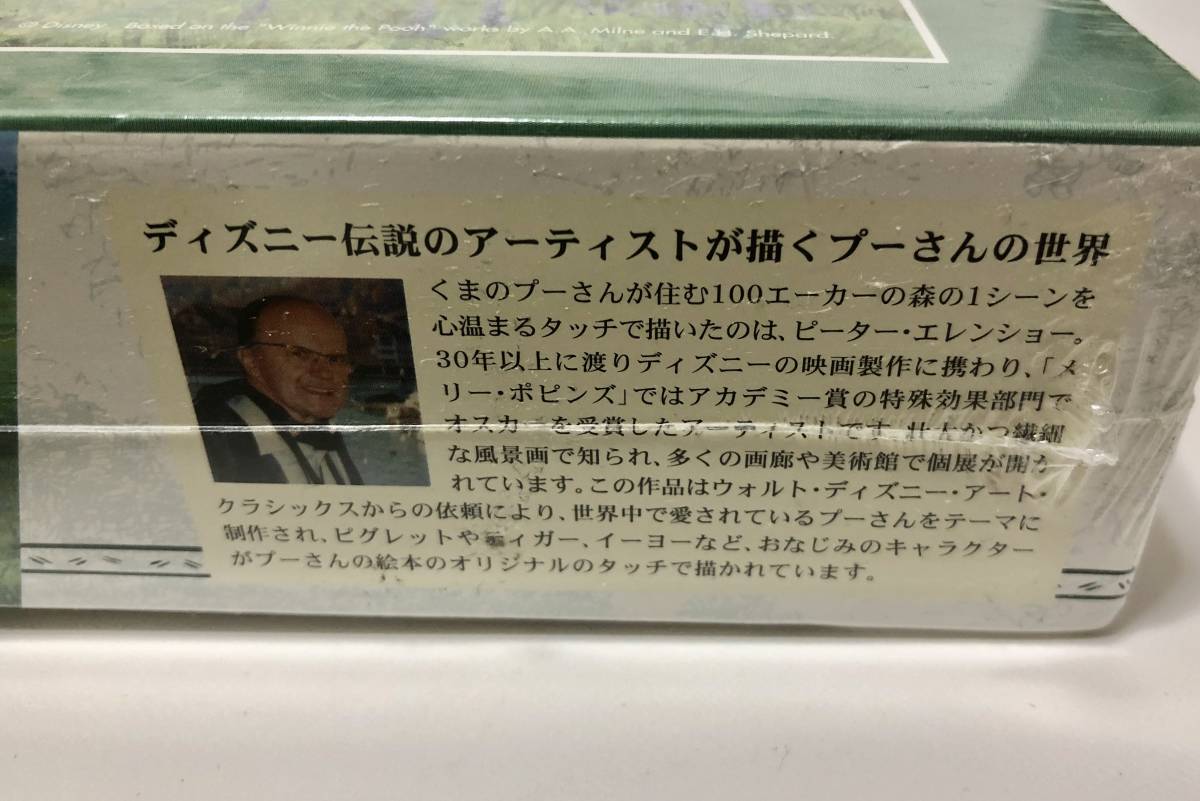 © Disney. Based on the "Winnie the Pooh" works by A.A. Milne and E.H. Shepard.
ディズニー伝説のアーティストが描くプーさんの世界
くまのプーさんが住む100エーカーの森の1シーンを
心温まるタッチで描いたのは、ピーター・エレンショー。
30年以上に渡りディズニーの映画製作に携わり、「メ
リー・ポピンズ」ではアカデミー賞の特殊効果部門で
オスカーを受賞したアーティストです。壮大かつ繊細
な風景画で知られ、多くの画廊や美術館で個展が開か
れています。この作品はウォルト・ディズニー・アート・
クラシックスからの依頼により、世界中で愛されているプーさんをテーマに
制作され、ピグレットやティガー、イーヨーなど、おなじみのキャラクター
がプーさんの絵本のオリジナルのタッチで描かれています。